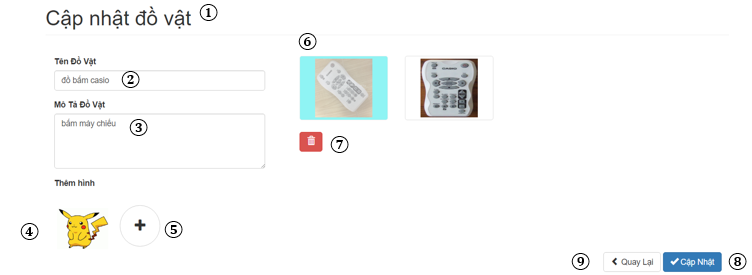 Cập nhật đồ vật ①
⑥
Tên Đồ Vật
đồ bấm casio ②
Mô Tả Đồ Vật
bấm máy chiếu ③
⑦
Thêm hình
④
⑤
⑨ Quay Lại Cập Nhật ⑧